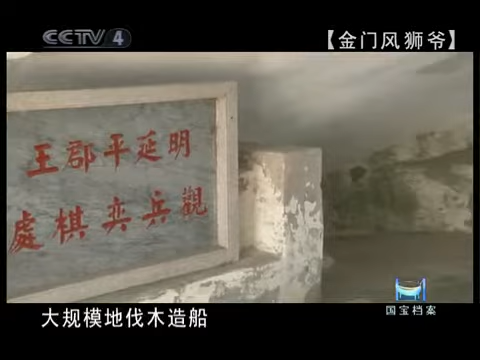 CCTV 4
【金门风狮爷】
明延平郡王
觀兵奕棋處
国宝档案
大规模地伐木造船